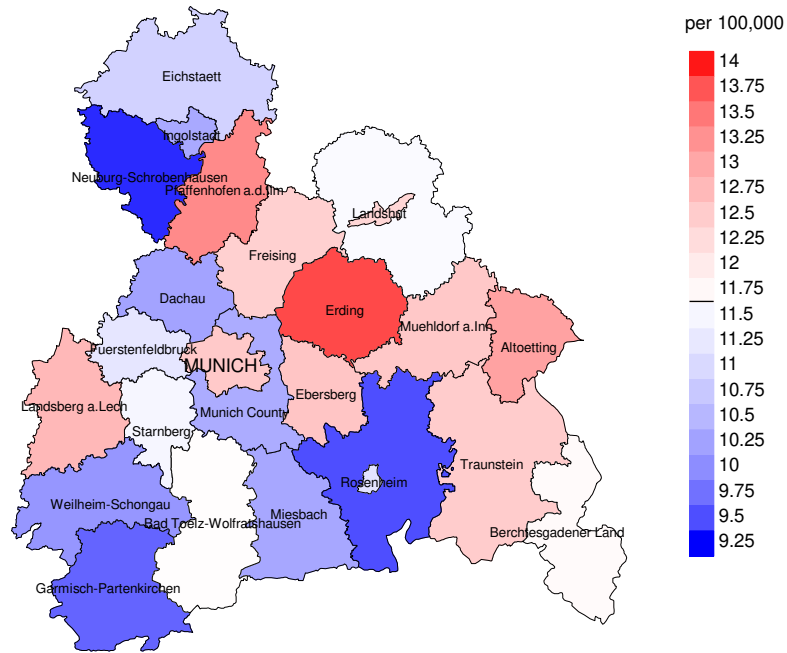 per 100,000
14
13.75
13.5
13.25
13
12.75
12.5
12.25
12
11.75
11.5
11.25
11
10.75
10.5
10.25
10
9.75
9.5
9.25
Eichstaett
Ingolstadt
Neuburg-Schrobenhausen
Pfaffenhofen a.d.Ilm
Landshut
Freising
Dachau
Erding
Muehldorf a.Inn
Altoetting
Fuerstenfeldbruck
MUNICH
Ebersberg
Landsberg a.Lech
Munich County
Starnberg
Traunstein
Rosenheim
Weilheim-Schongau
Miesbach
Bad Toelz-Wolfratshausen
Berchtesgadener Land
Garmisch-Partenkirchen